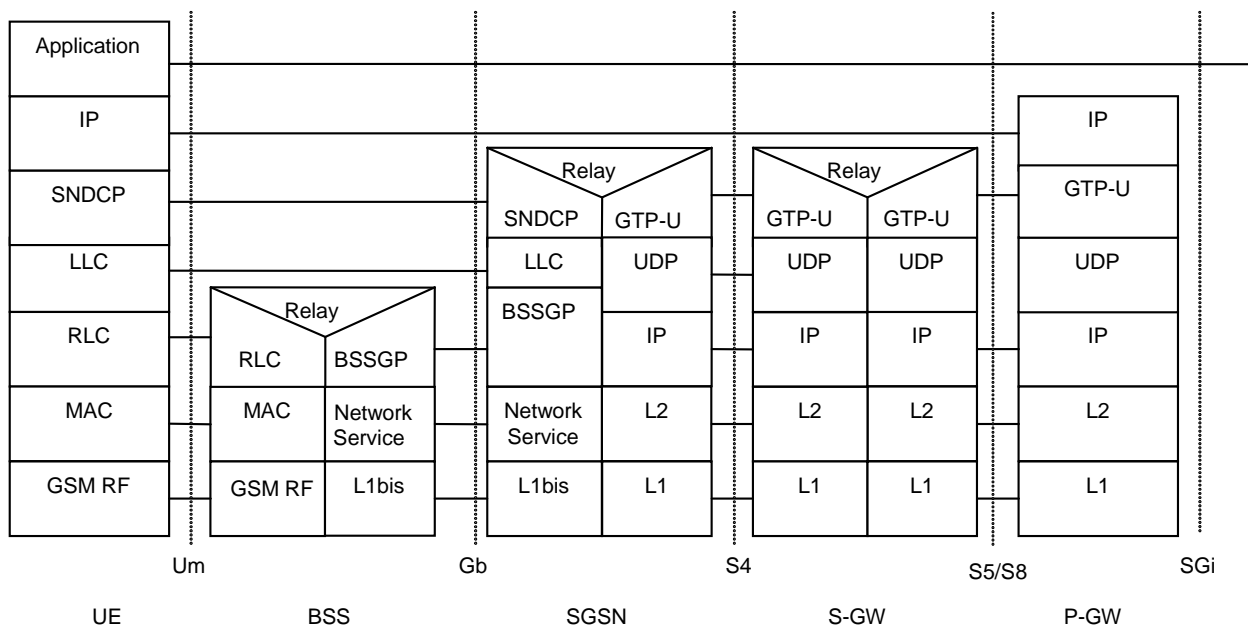 Application
IP
IP
Relay
Relay
SNDCP
GTP-U
SNDCP
GTP-U
GTP-U
GTP-U
LLC
LLC
UDP
UDP
UDP
UDP
Relay
BSSGP
RLC
IP
IP
IP
IP
RLC
BSSGP
MAC
MAC
Network
Service
Network
Service
L2
L2
L2
L2
GSM RF
GSM RF
L1bis
L1bis
L1
L1
L1
L1
Um
Gb
S4
S5/S8
SGi
UE
BSS
SGSN
S-GW
P-GW